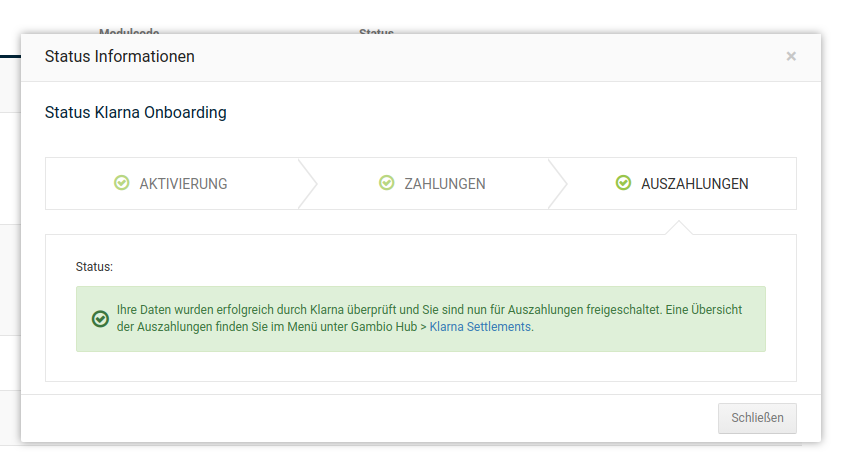 Modulcode Status
Status Informationen ×
Status Klarna Onboarding
AKTIVIERUNG ZAHLUNGEN AUSZAHLUNGEN
Status:
Ihre Daten wurden erfolgreich durch Klarna überprüft und Sie sind nun für Auszahlungen freigeschaltet. Eine Übersicht
der Auszahlungen finden Sie im Menü unter Gambio Hub > Klarna Settlements.
Schließen